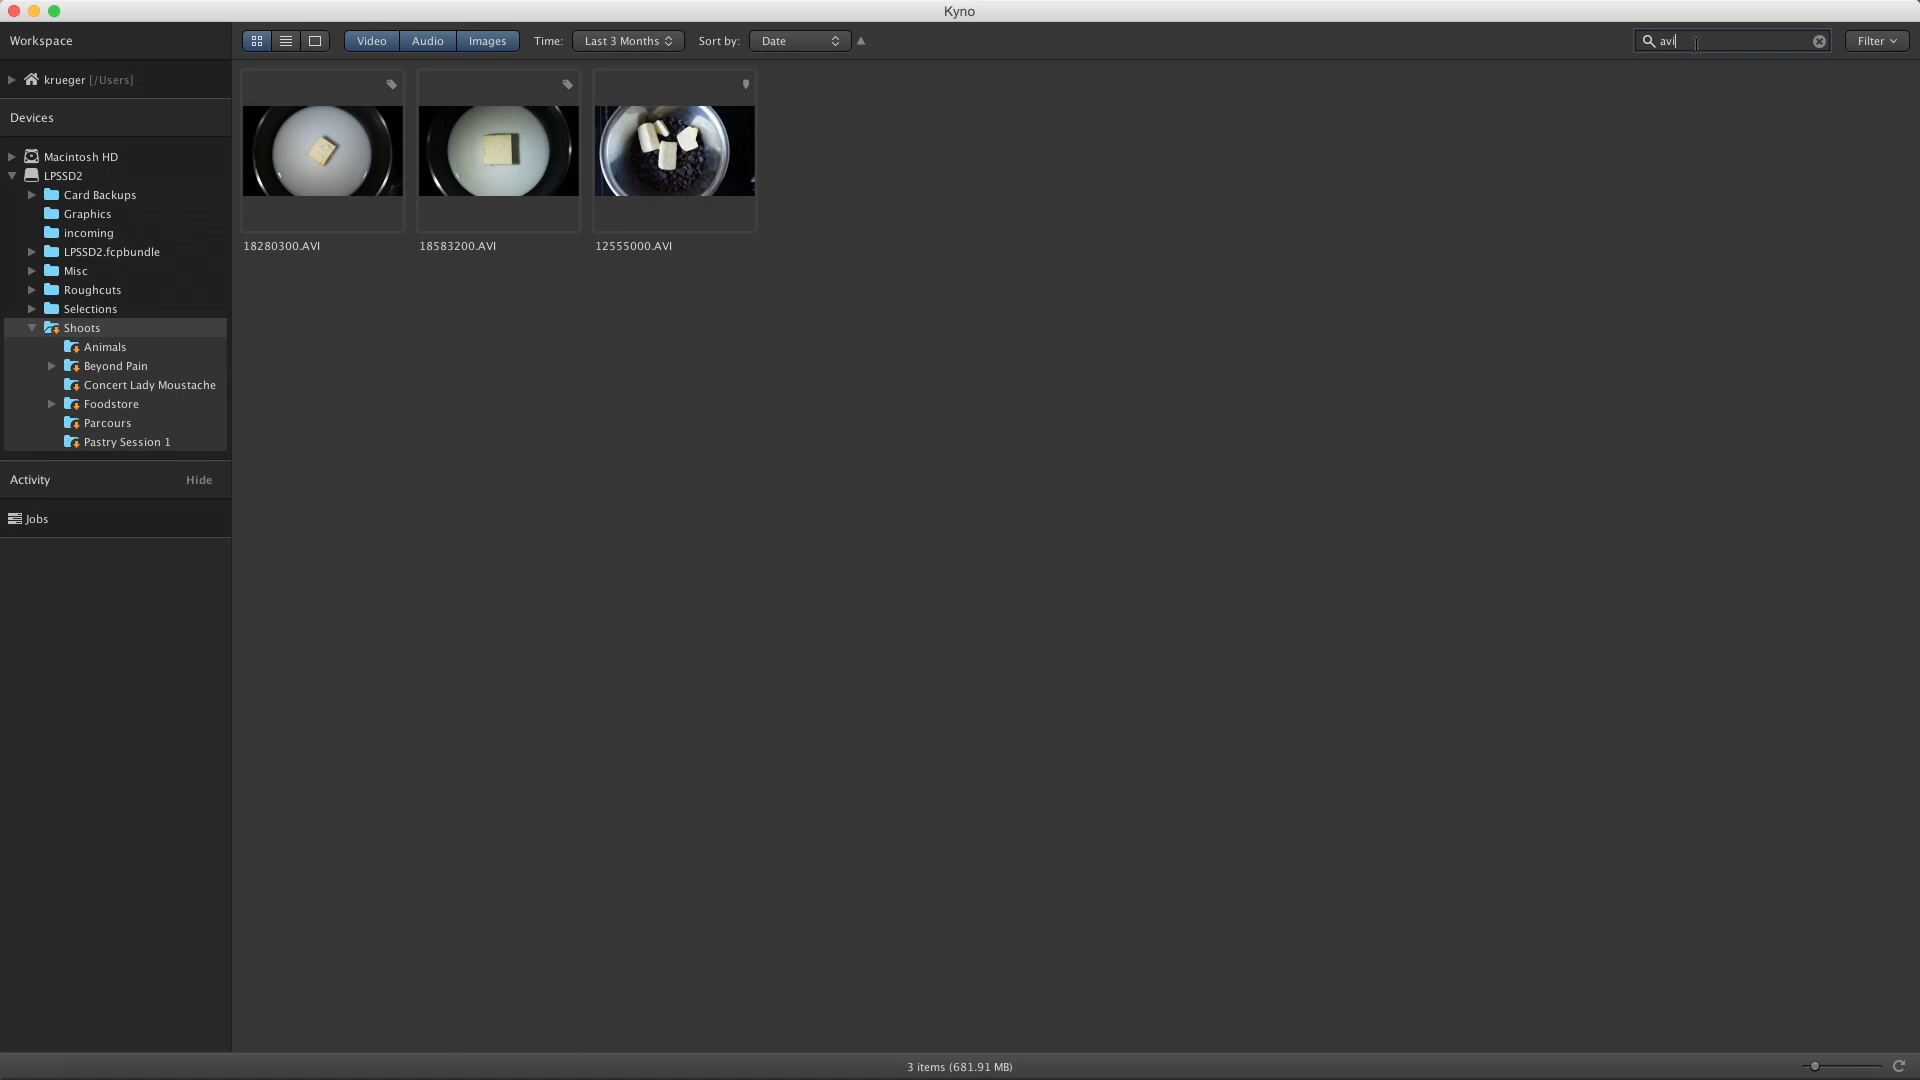 Kyno
Workspace
Video Audio Images Time: Last 3 Months Sort by: Date avi Filter
krueger [/Users]
Devices
Macintosh HD
LPSSD2
Card Backups
Graphics
incoming
LPSSD2.fcpbundle
Misc
Roughcuts
Selections
Shoots
Animals
Beyond Pain
Concert Lady Moustache
Foodstore
Parcours
Pastry Session 1
Activity Hide
Jobs
18280300.AVI 18583200.AVI 12555000.AVI
3 items (681.91 MB)